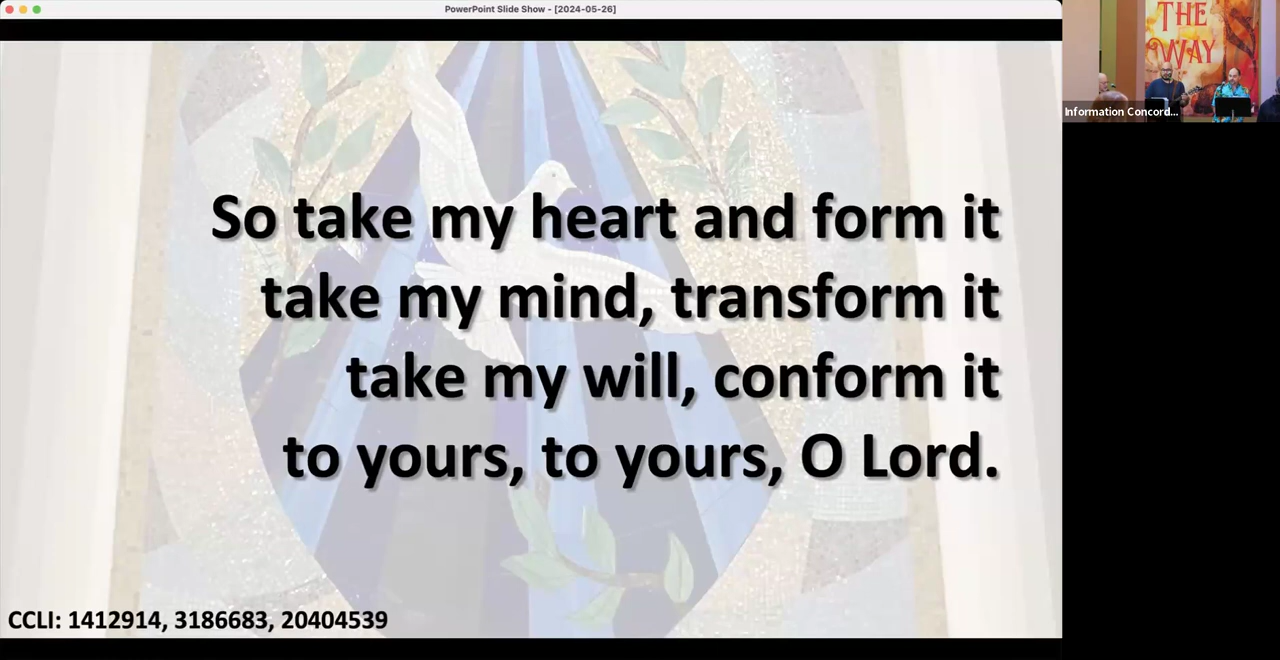 PowerPoint Slide Show - [2024-05-26]
THE
WAY
Information Concord...
So take my heart and form it
take my mind, transform it
take my will, conform it
to yours, to yours, O Lord.
CCLI: 1412914, 3186683, 20404539